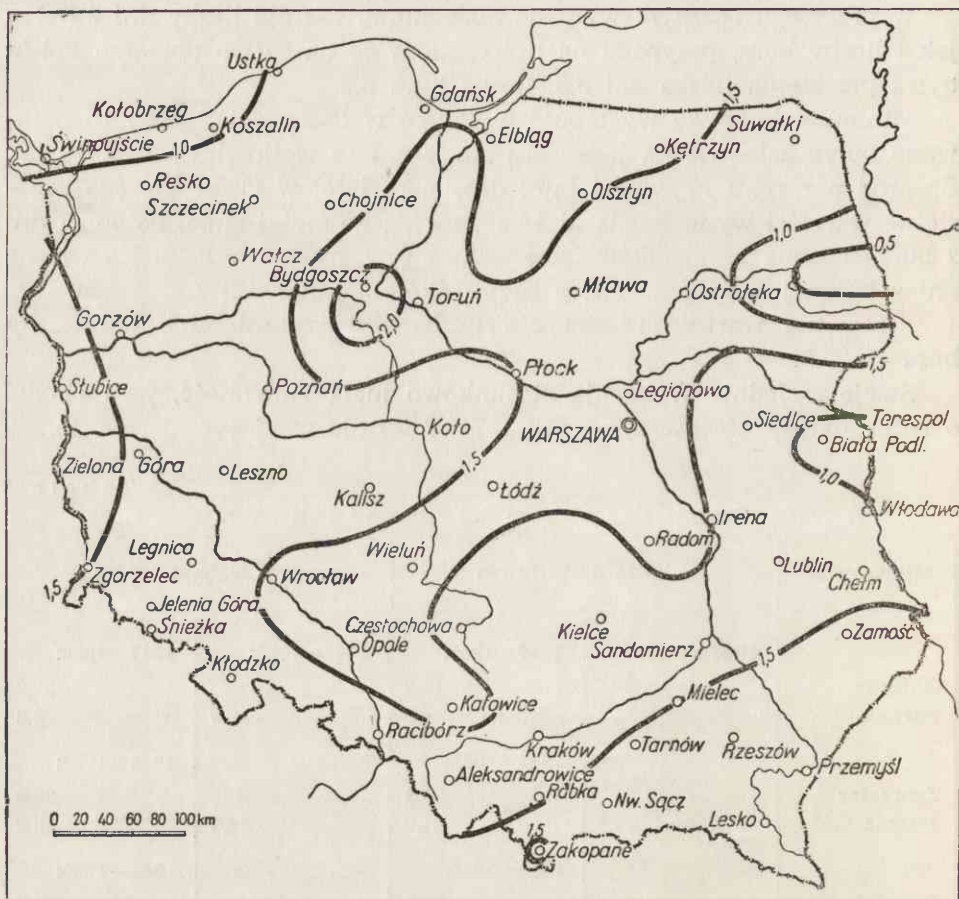 Ustka
Gdańsk
Kołobrzeg
Koszalin
Elbląg
1,5
Suwałki
Świnoujście
1,0
Kętrzyn
Resko
Szczecinek
Chojnice
Olsztyn
1,0
0,5
Wałcz
Bydgoszcz
Toruń
Mława
Ostrołęka
2,0
Gorzów
1,5
Płock
Słubice
Poznań
Legionowo
Koło
WARSZAWA
Siedlce
Terespol
Biała Podl.
Zielona Góra
Leszno
1,5
Kalisz
Łódź
1,0
Włodawa
Irena
Radom
Legnica
Wieluń
Lublin
Chełm
Zgorzelec
Wrocław
1,5
Jelenia Góra
Śnieżka
Częstochowa
Kielce
Zamość
Opole
Sandomierz
1,5
Kłodzko
Katowice
Mielec
Racibórz
Kraków
Tarnów
Rzeszów
Przemyśl
Aleksandrowice
Rabka
Nw. Sącz
Lesko
0 20 40 60 80 100 km
1,5
Zakopane